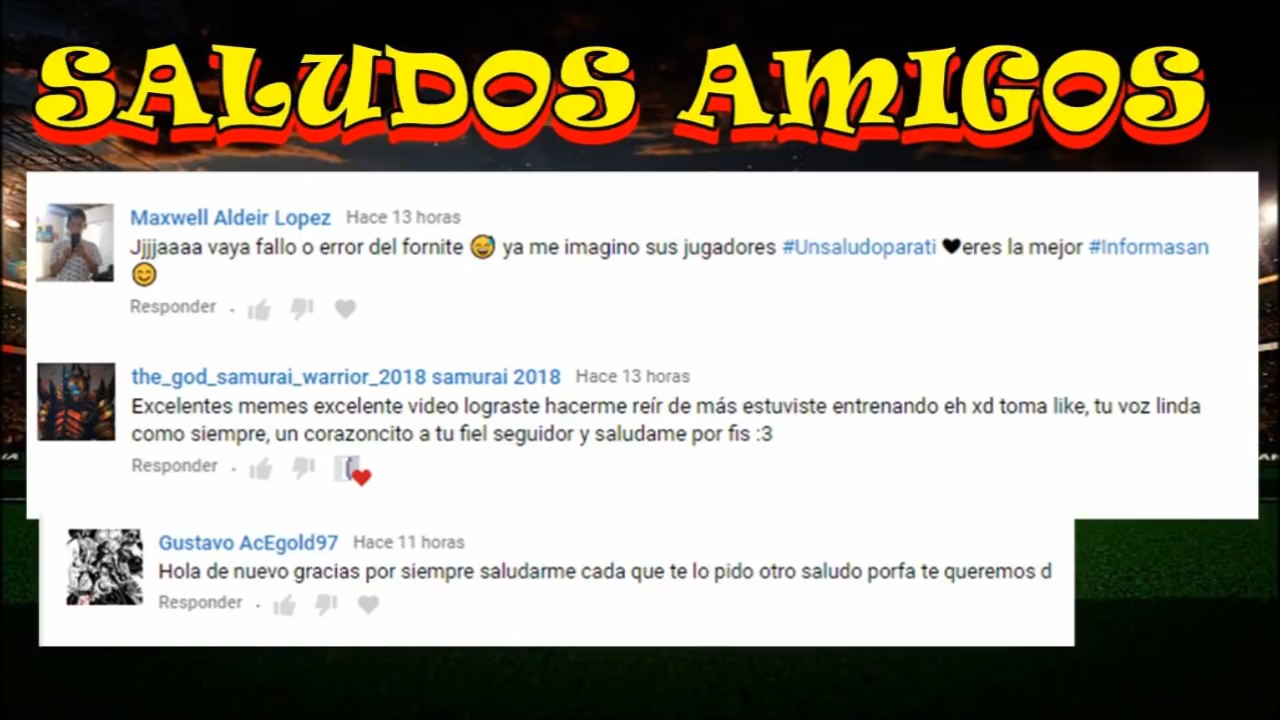 SALUDOS AMIGOS
Maxwell Aldeir Lopez Hace 13 horas
Jjjjaaaa vaya fallo o error del fornite 😅 ya me imagino sus jugadores #Unsaludoparati 🖤eres la mejor #Informasan
😊
Responder .
the_god_samurai_warrior_2018 samurai 2018 Hace 13 horas
Excelentes memes excelente video lograste hacerme reír de más estuviste entrenando eh xd toma like, tu voz linda
como siempre, un corazoncito a tu fiel seguidor y saludame por fis :3
Responder .
Gustavo AcEgold97 Hace 11 horas
Hola de nuevo gracias por siempre saludarme cada que te lo pido otro saludo porfa te queremos d
Responder .